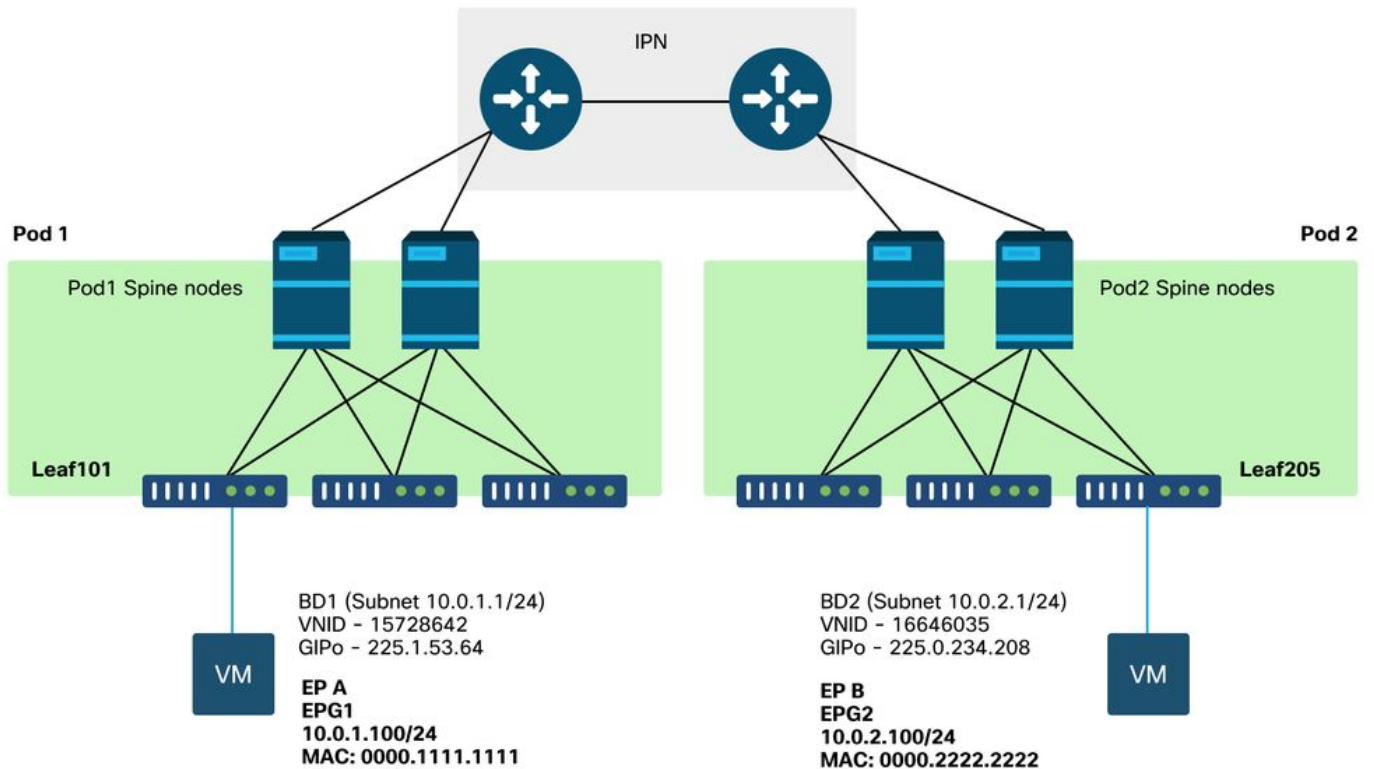 IPN
Pod 1
Pod 2
Pod1 Spine nodes
Pod2 Spine nodes
Leaf101
Leaf205
VM
BD1 (Subnet 10.0.1.1/24)
VNID - 15728642
GIPo - 225.1.53.64
EP A
EPG1
10.0.1.100/24
MAC: 0000.1111.1111
BD2 (Subnet 10.0.2.1/24)
VNID - 16646035
GIPo - 225.0.234.208
EP B
EPG2
10.0.2.100/24
MAC: 0000.2222.2222
VM